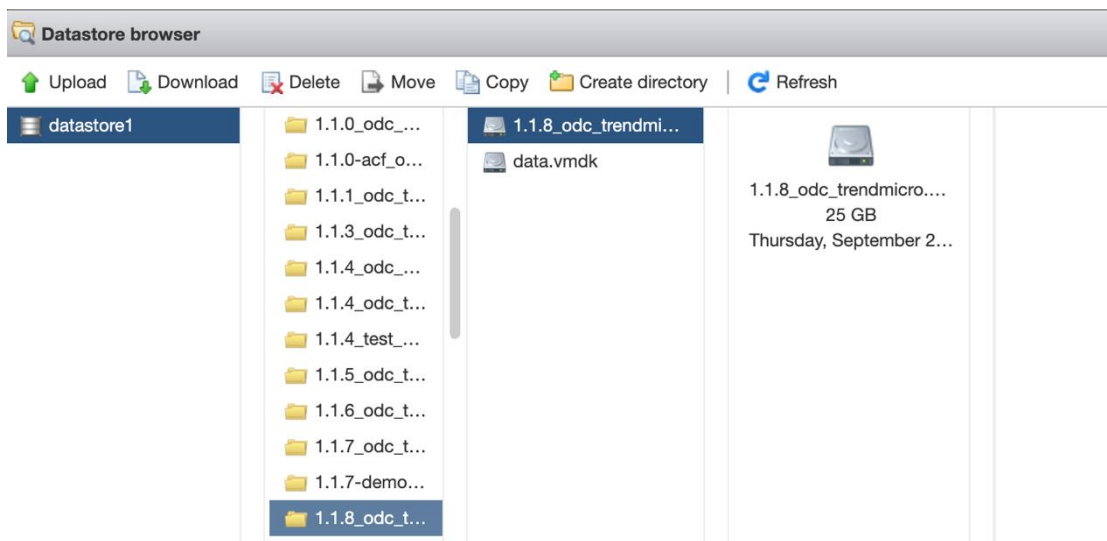 Datastore browser
Upload Download Delete Move Copy Create directory Refresh
datastore1
1.1.0_odc_...
1.1.0-acf_o...
1.1.1_odc_t...
1.1.3_odc_t...
1.1.4_odc_...
1.1.4_odc_t...
1.1.4_test_...
1.1.5_odc_t...
1.1.6_odc_t...
1.1.7_odc_t...
1.1.7-demo...
1.1.8_odc_t...
1.1.8_odc_trendmi...
data.vmdk
1.1.8_odc_trendmicro....
25 GB
Thursday, September 2...